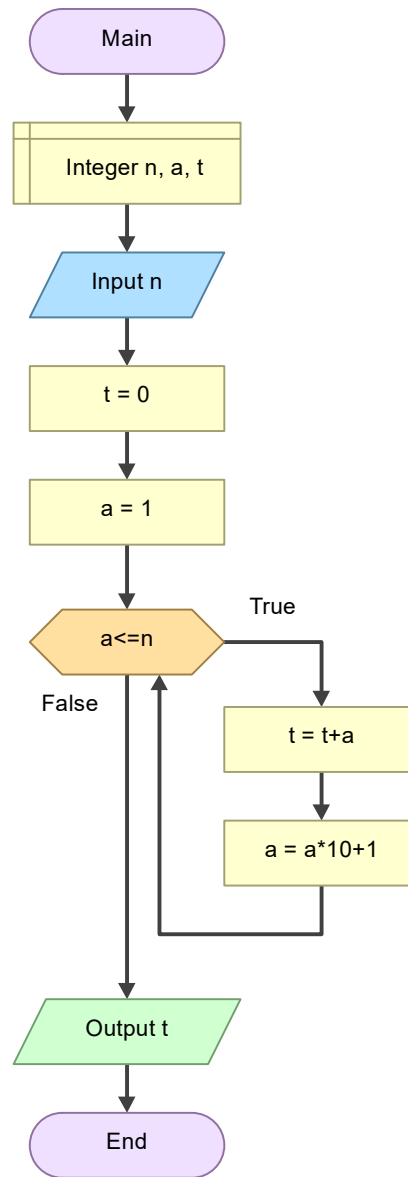 Main
Integer n, a, t
Input n
t = 0
a = 1
a<=n
True
False
t = t+a
a = a*10+1
Output t
End